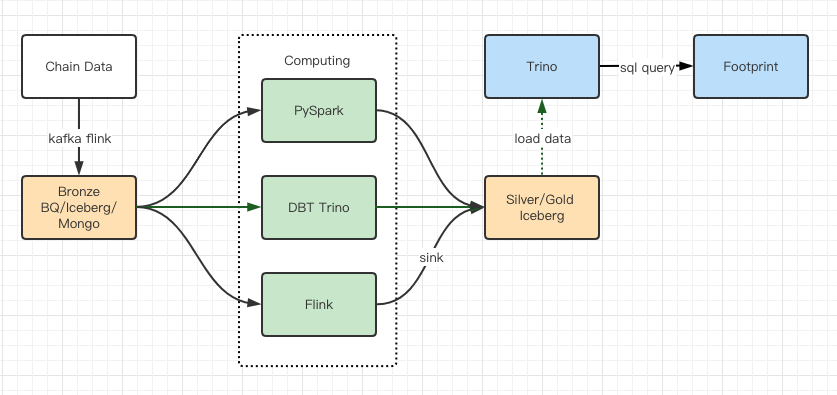 Chain Data
kafka flink
Bronze
BQ/Iceberg/
Mongo
Computing
PySpark
DBT Trino
Flink
sink
Silver/Gold
Iceberg
load data
Trino
sql query
Footprint